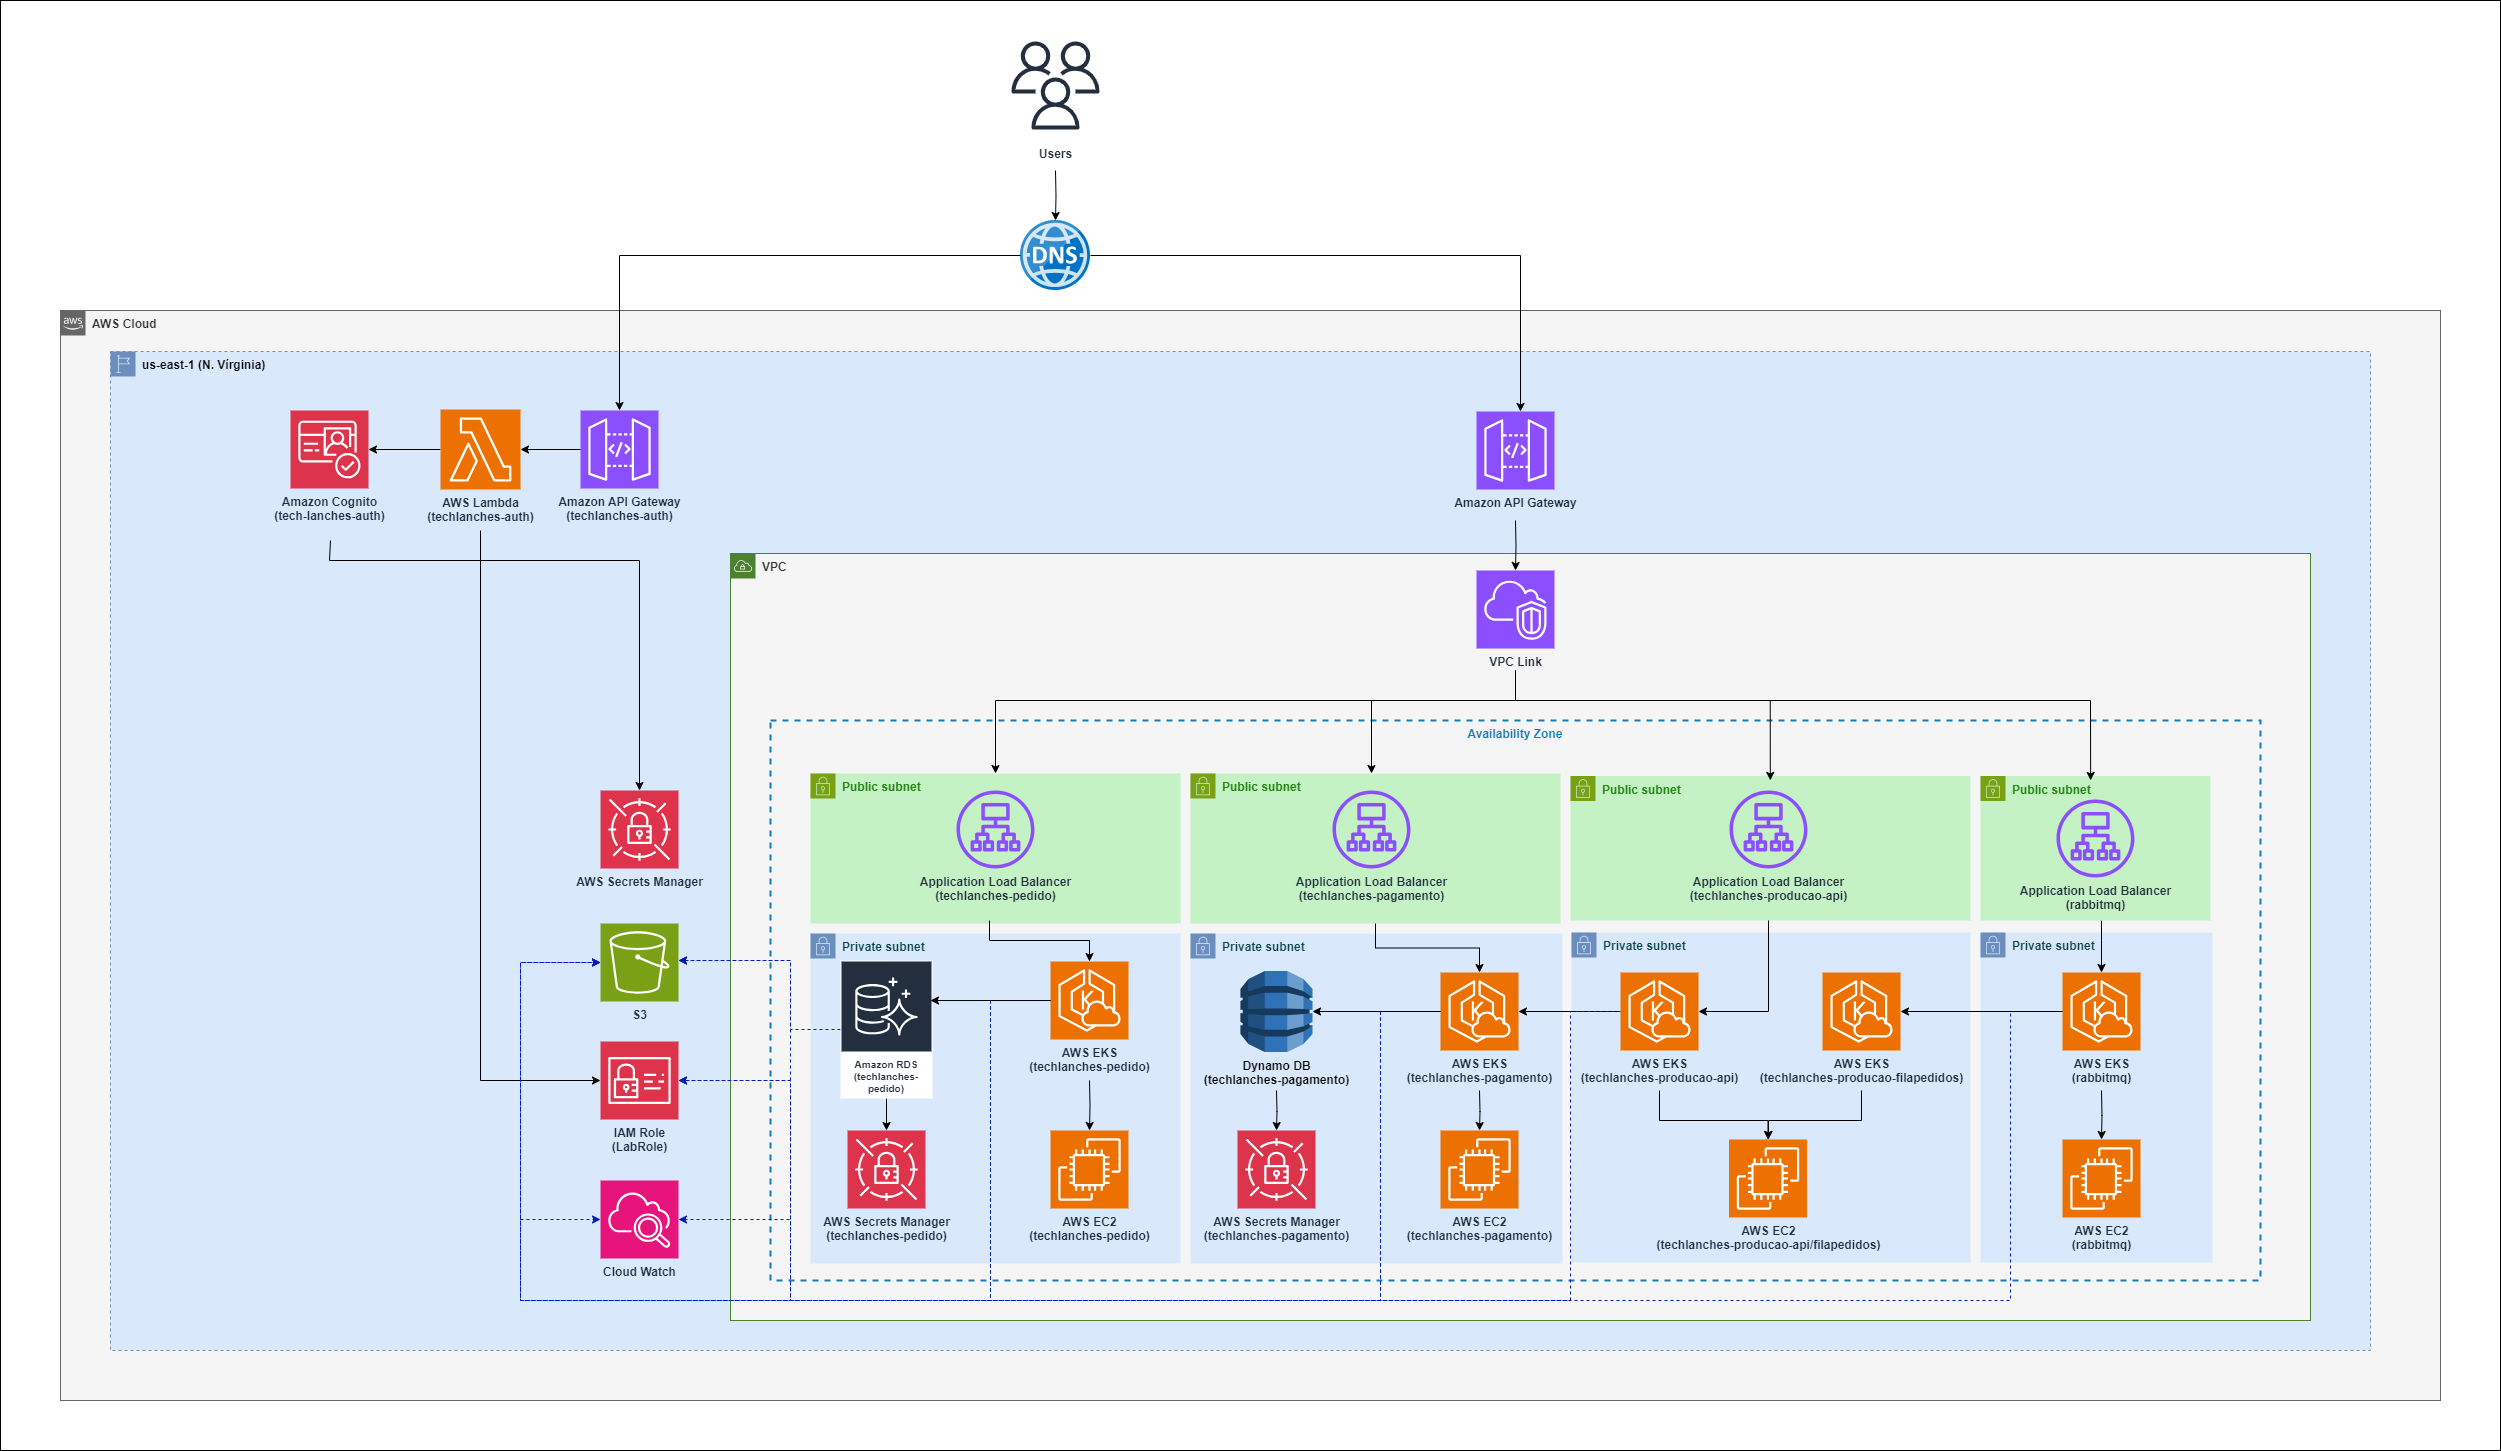 Users
DNS
aws
AWS Cloud
us-east-1 (N. Vírginia)
Amazon Cognito
(tech-lanches-auth)
AWS Lambda
(techlanches-auth)
Amazon API Gateway
(techlanches-auth)
Amazon API Gateway
VPC
VPC Link
Availability Zone
Public subnet
Public subnet
Public subnet
Public subnet
Application Load Balancer
(techlanches-pedido)
Application Load Balancer
(techlanches-pagamento)
Application Load Balancer
(techlanches-producao-api)
Application Load Balancer
(rabbitmq)
AWS Secrets Manager
Private subnet
Private subnet
Private subnet
Private subnet
S3
Amazon RDS
(techlanches-
pedido)
AWS EKS
(techlanches-pedido)
Dynamo DB
(techlanches-pagamento)
AWS EKS
(techlanches-pagamento)
AWS EKS
(techlanches-producao-api)
AWS EKS
(techlanches-producao-filapedidos)
AWS EKS
(rabbitmq)
IAM Role
(LabRole)
AWS Secrets Manager
(techlanches-pedido)
AWS EC2
(techlanches-pedido)
AWS Secrets Manager
(techlanches-pagamento)
AWS EC2
(techlanches-pagamento)
AWS EC2
(techlanches-producao-api/filapedidos)
AWS EC2
(rabbitmq)
Cloud Watch